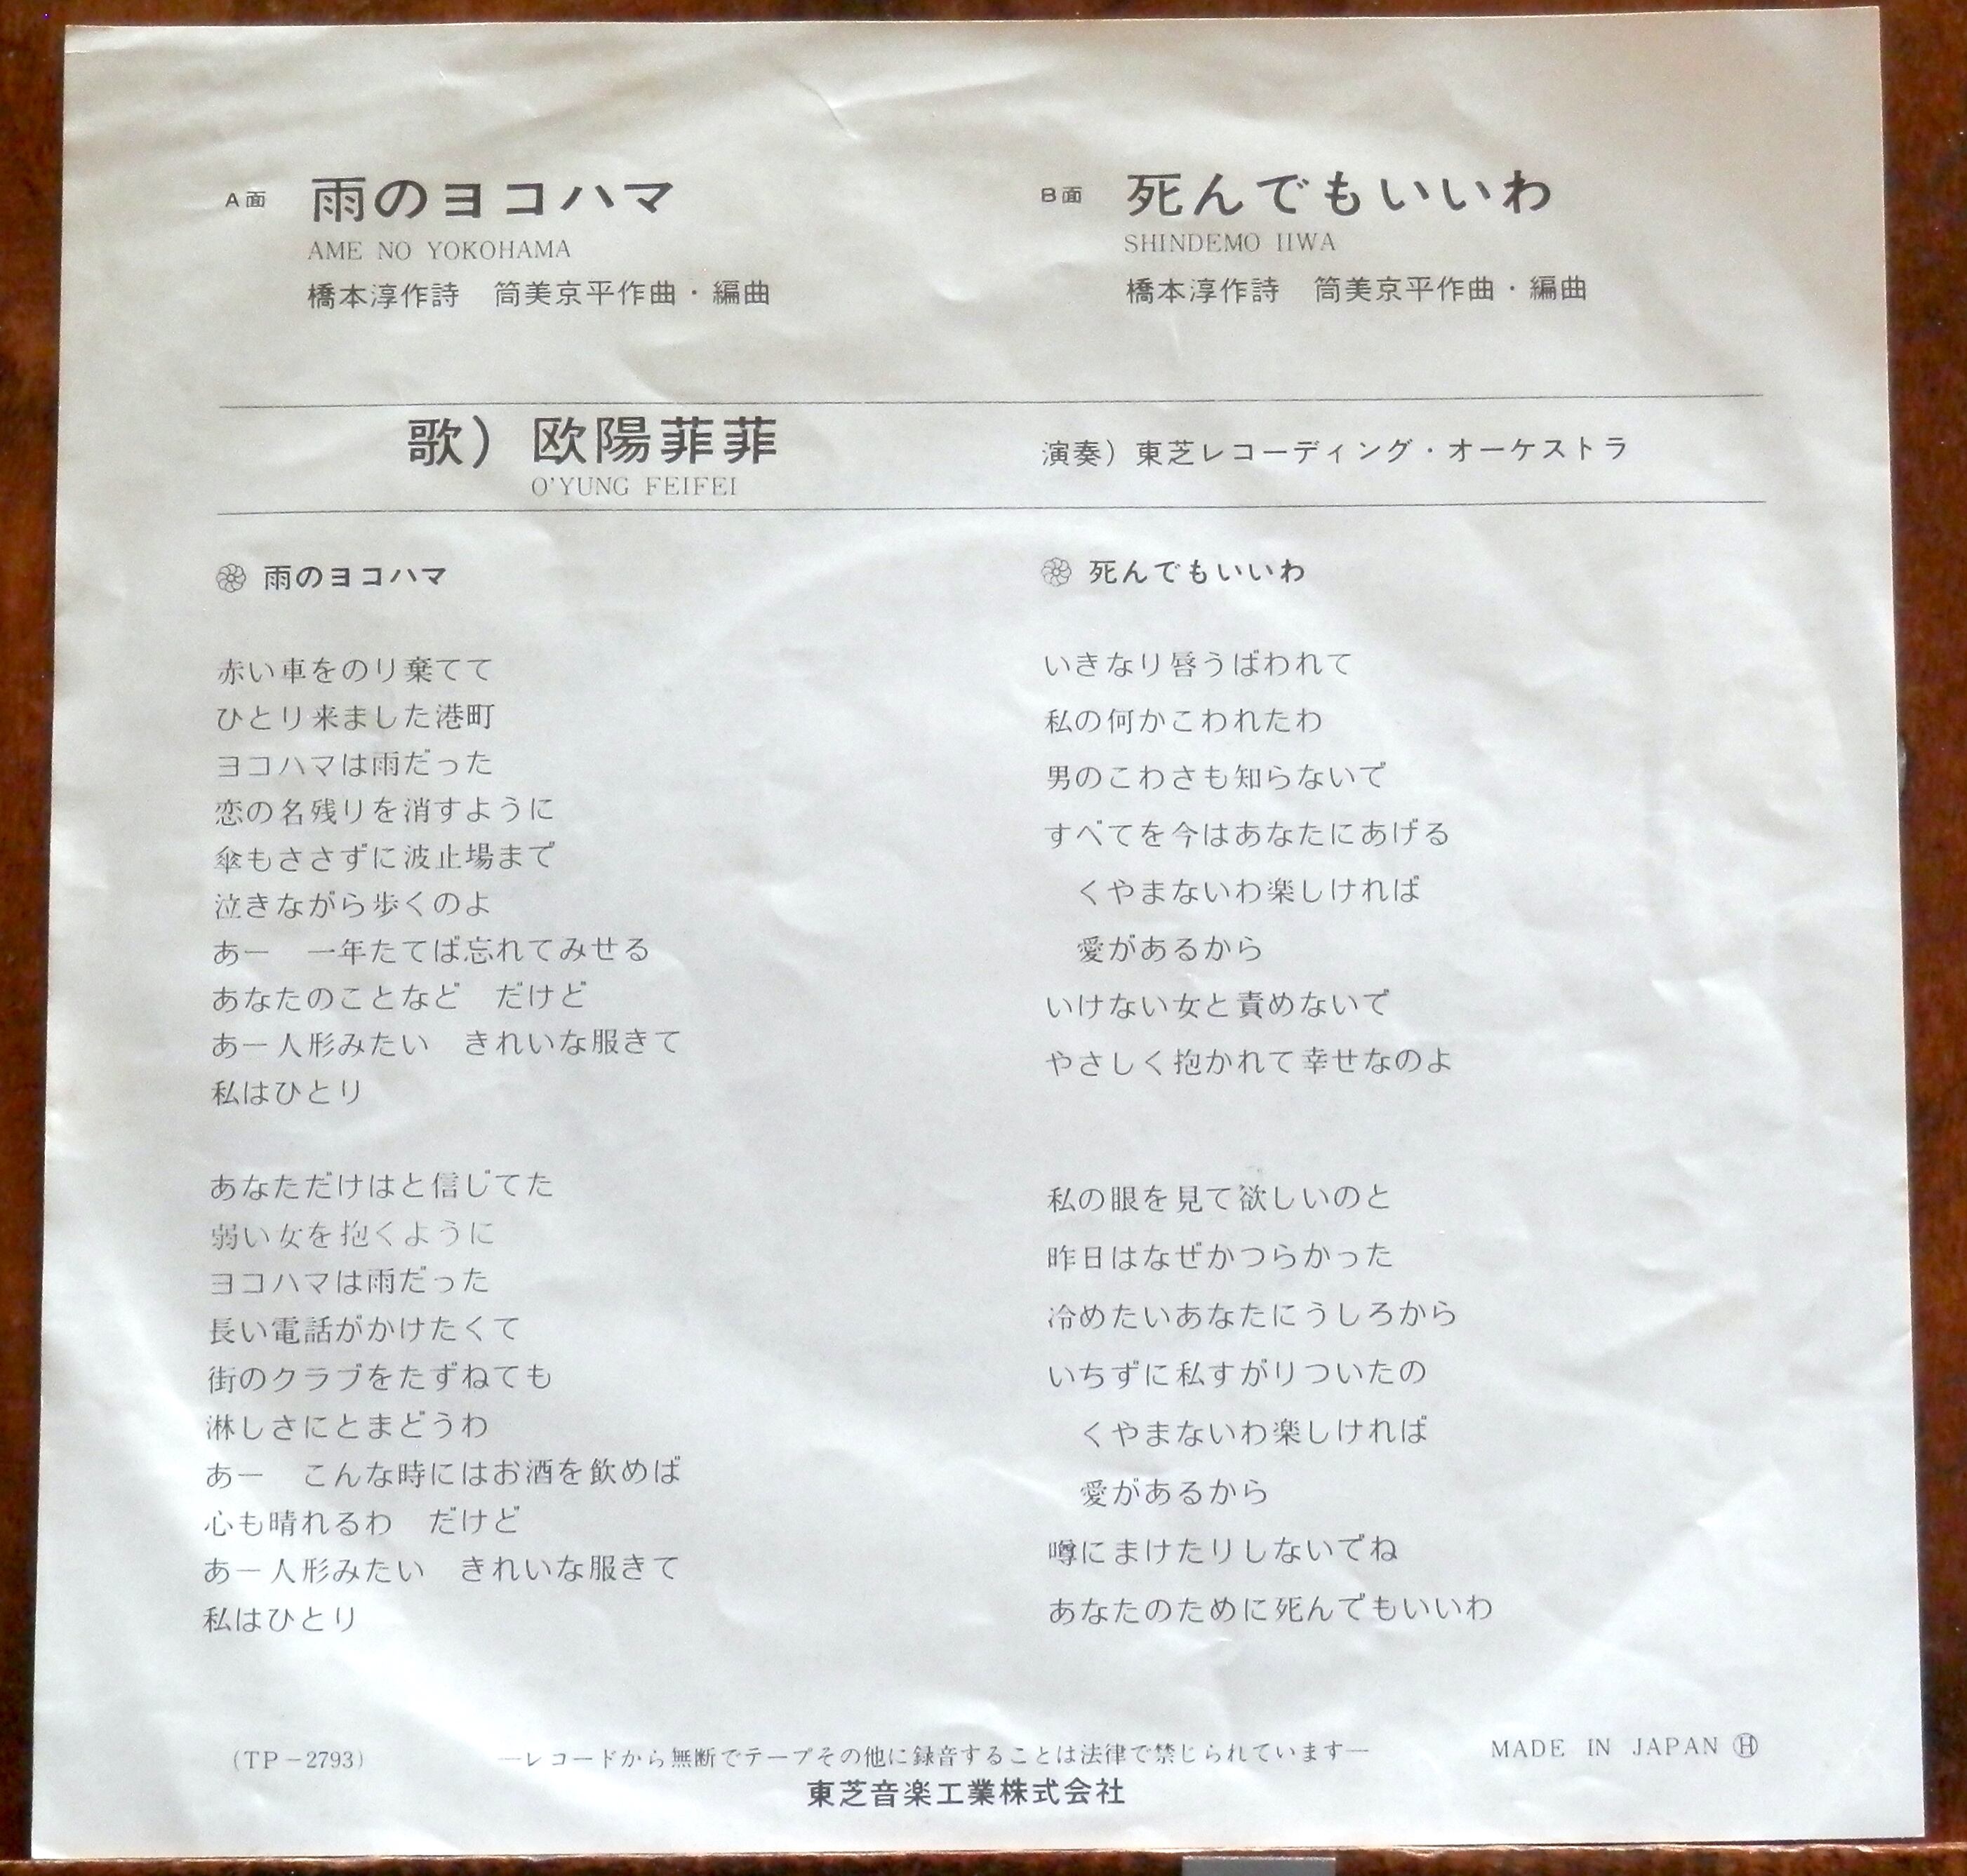 A面 雨のヨコハマ
AME NO YOKOHAMA
橋本淳作詩 筒美京平作曲・編曲
B面 死んでもいいわ
SHINDEMO IIWA
橋本淳作詩 筒美京平作曲・編曲
歌) 欧陽菲菲
O'YUNG FEIFEI
演奏) 東芝レコーディング・オーケストラ
雨のヨコハマ
赤い車をのり棄てて
ひとり来ました港町
ヨコハマは雨だった
恋の名残りを消すように
傘もささずに波止場まで
泣きながら歩くのよ
あー 一年たてば忘れてみせる
あなたのことなど だけど
あー人形みたい きれいな服きて
私はひとり
あなただけはと信じてた
弱い女を抱くように
ヨコハマは雨だった
長い電話がかけたくて
街のクラブをたずねても
淋しさにとまどうわ
あー こんな時にはお酒を飲めば
心も晴れるわ だけど
あー人形みたい きれいな服きて
私はひとり
死んでもいいわ
いきなり唇うばわれて
私の何かこわれたわ
男のこわさも知らないで
すべてを今はあなたにあげる
くやまないわ楽しければ
愛があるから
いけない女と責めないで
やさしく抱かれて幸せなのよ
私の眼を見て欲しいのと
昨日はなぜかつらかった
冷めたいあなたにうしろから
いちずに私すがりついたの
くやまないわ楽しければ
愛があるから
噂にまけたりしないでね
あなたのために死んでもいいわ
(TP-2793)
―レコードから無断でテープその他に録音することは法律で禁じられています―
MADE IN JAPAN Ⓗ
東芝音楽工業株式会社